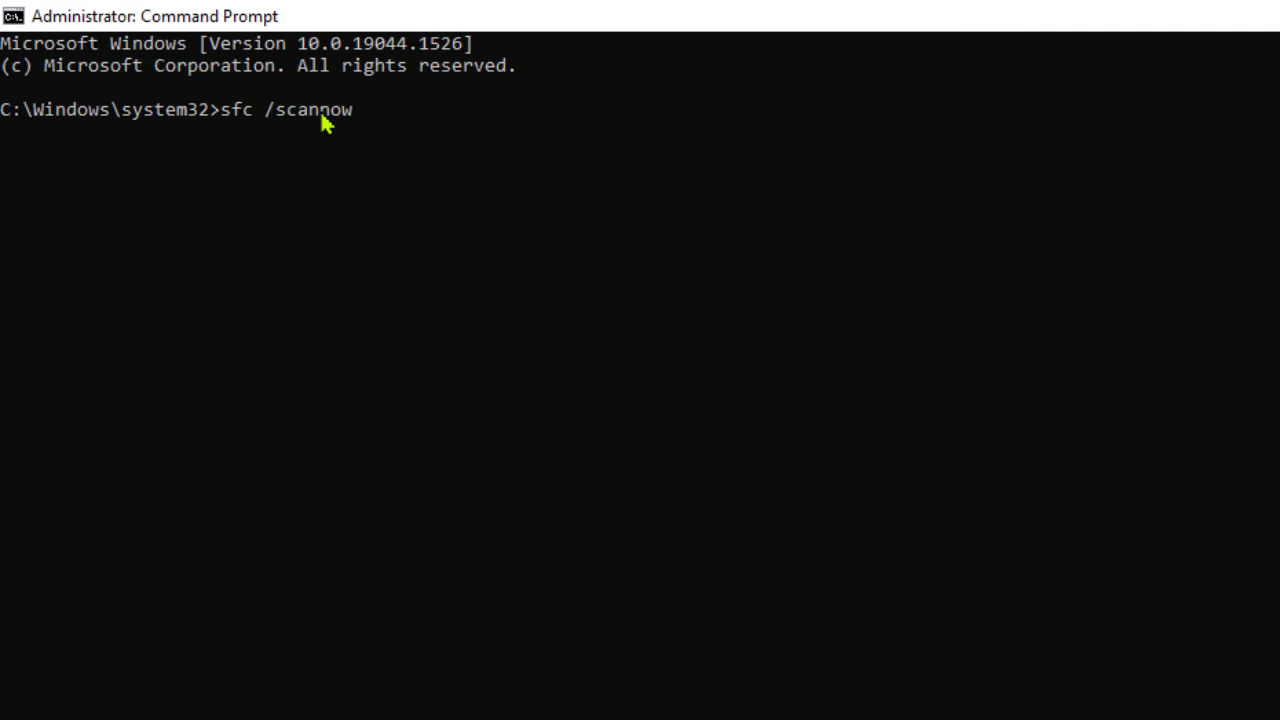 Administrator: Command Prompt
Microsoft Windows [Version 10.0.19044.1526]
(c) Microsoft Corporation. All rights reserved.
C:\Windows\system32>sfc /scannow